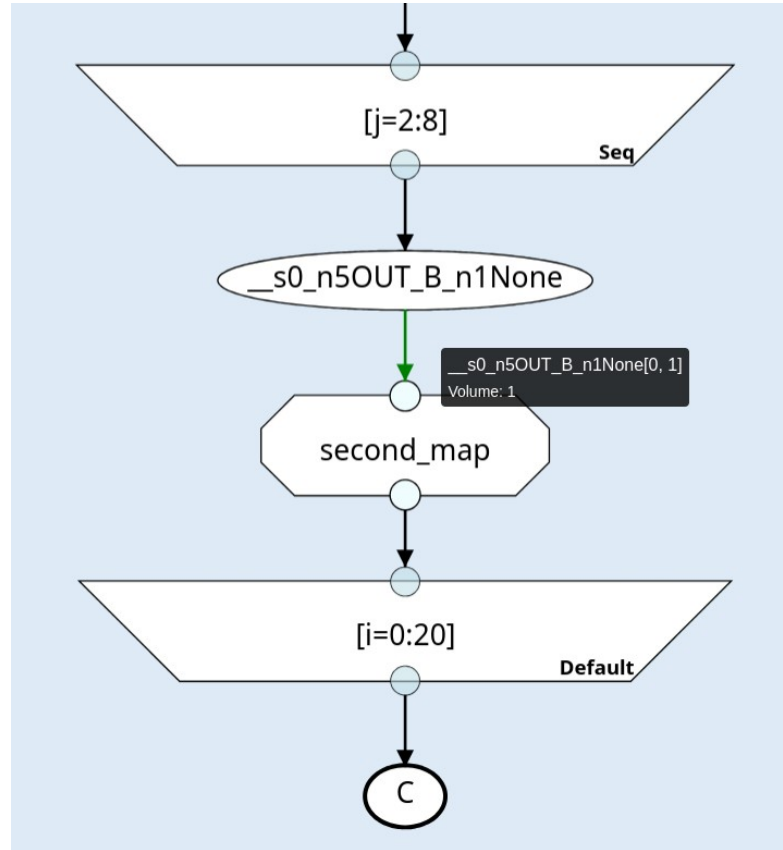 [j=2:8]
Seq
__s0_n5OUT_B_n1None
__s0_n5OUT_B_n1None[0, 1]
Volume: 1
second_map
[i=0:20]
Default
C